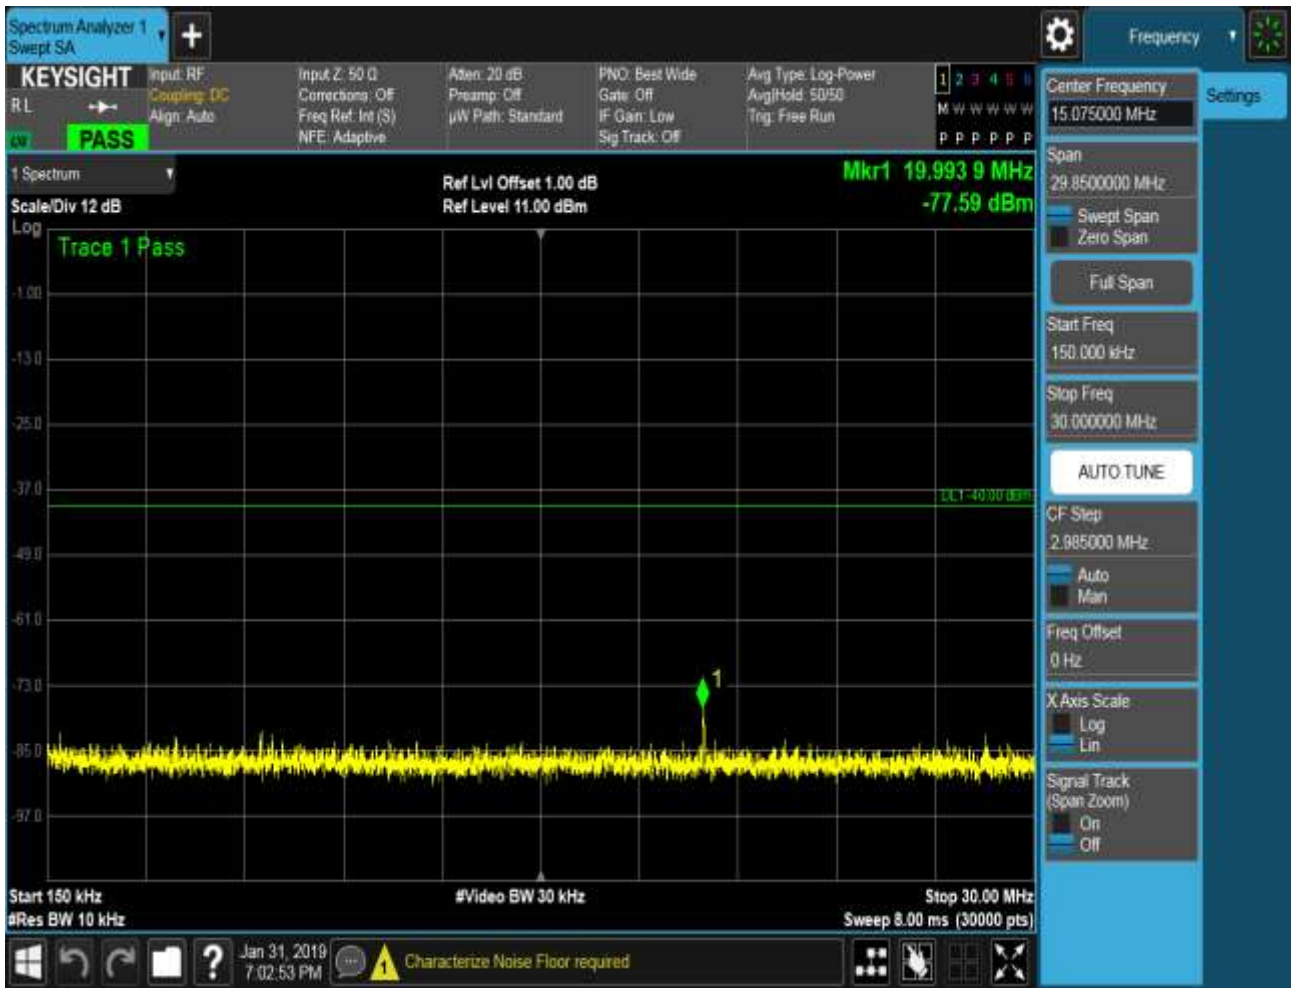 Spectrum Analyzer 1
Swept SA
Frequency
KEYSIGHT
R L
PASS
Input: RF
Coupling: DC
Align: Auto
Input Z: 50 Ω
Corrections: Off
Freq Ref: Int (S)
NFE: Adaptive
Atten: 20 dB
Preamp: Off
µW Path: Standard
PNO: Best Wide
Gate: Off
IF Gain: Low
Sig Track: Off
Avg Type: Log-Power
Avg|Hold: 50/50
Trig: Free Run
1 2 3 4 5 6
M W W W W W
P P P P P P
1 Spectrum
Scale/Div 12 dB
Ref Lvl Offset 1.00 dB
Ref Level 11.00 dBm
Mkr1 19.993 9 MHz
-77.59 dBm
Log
Trace 1 Pass
-1.00
-13.0
-25.0
-37.0
DL1 -40.00 dBm
-49.0
-61.0
-73.0
1
-85.0
-97.0
Start 150 kHz
#Video BW 30 kHz
Stop 30.00 MHz
#Res BW 10 kHz
Sweep 8.00 ms (30000 pts)
Jan 31, 2019
7:02:53 PM
1
Characterize Noise Floor required
Center Frequency
15.075000 MHz
Settings
Span
29.8500000 MHz
Swept Span
Zero Span
Full Span
Start Freq
150.000 kHz
Stop Freq
30.000000 MHz
AUTO TUNE
CF Step
2.985000 MHz
Auto
Man
Freq Offset
0 Hz
X Axis Scale
Log
Lin
Signal Track
(Span Zoom)
On
Off